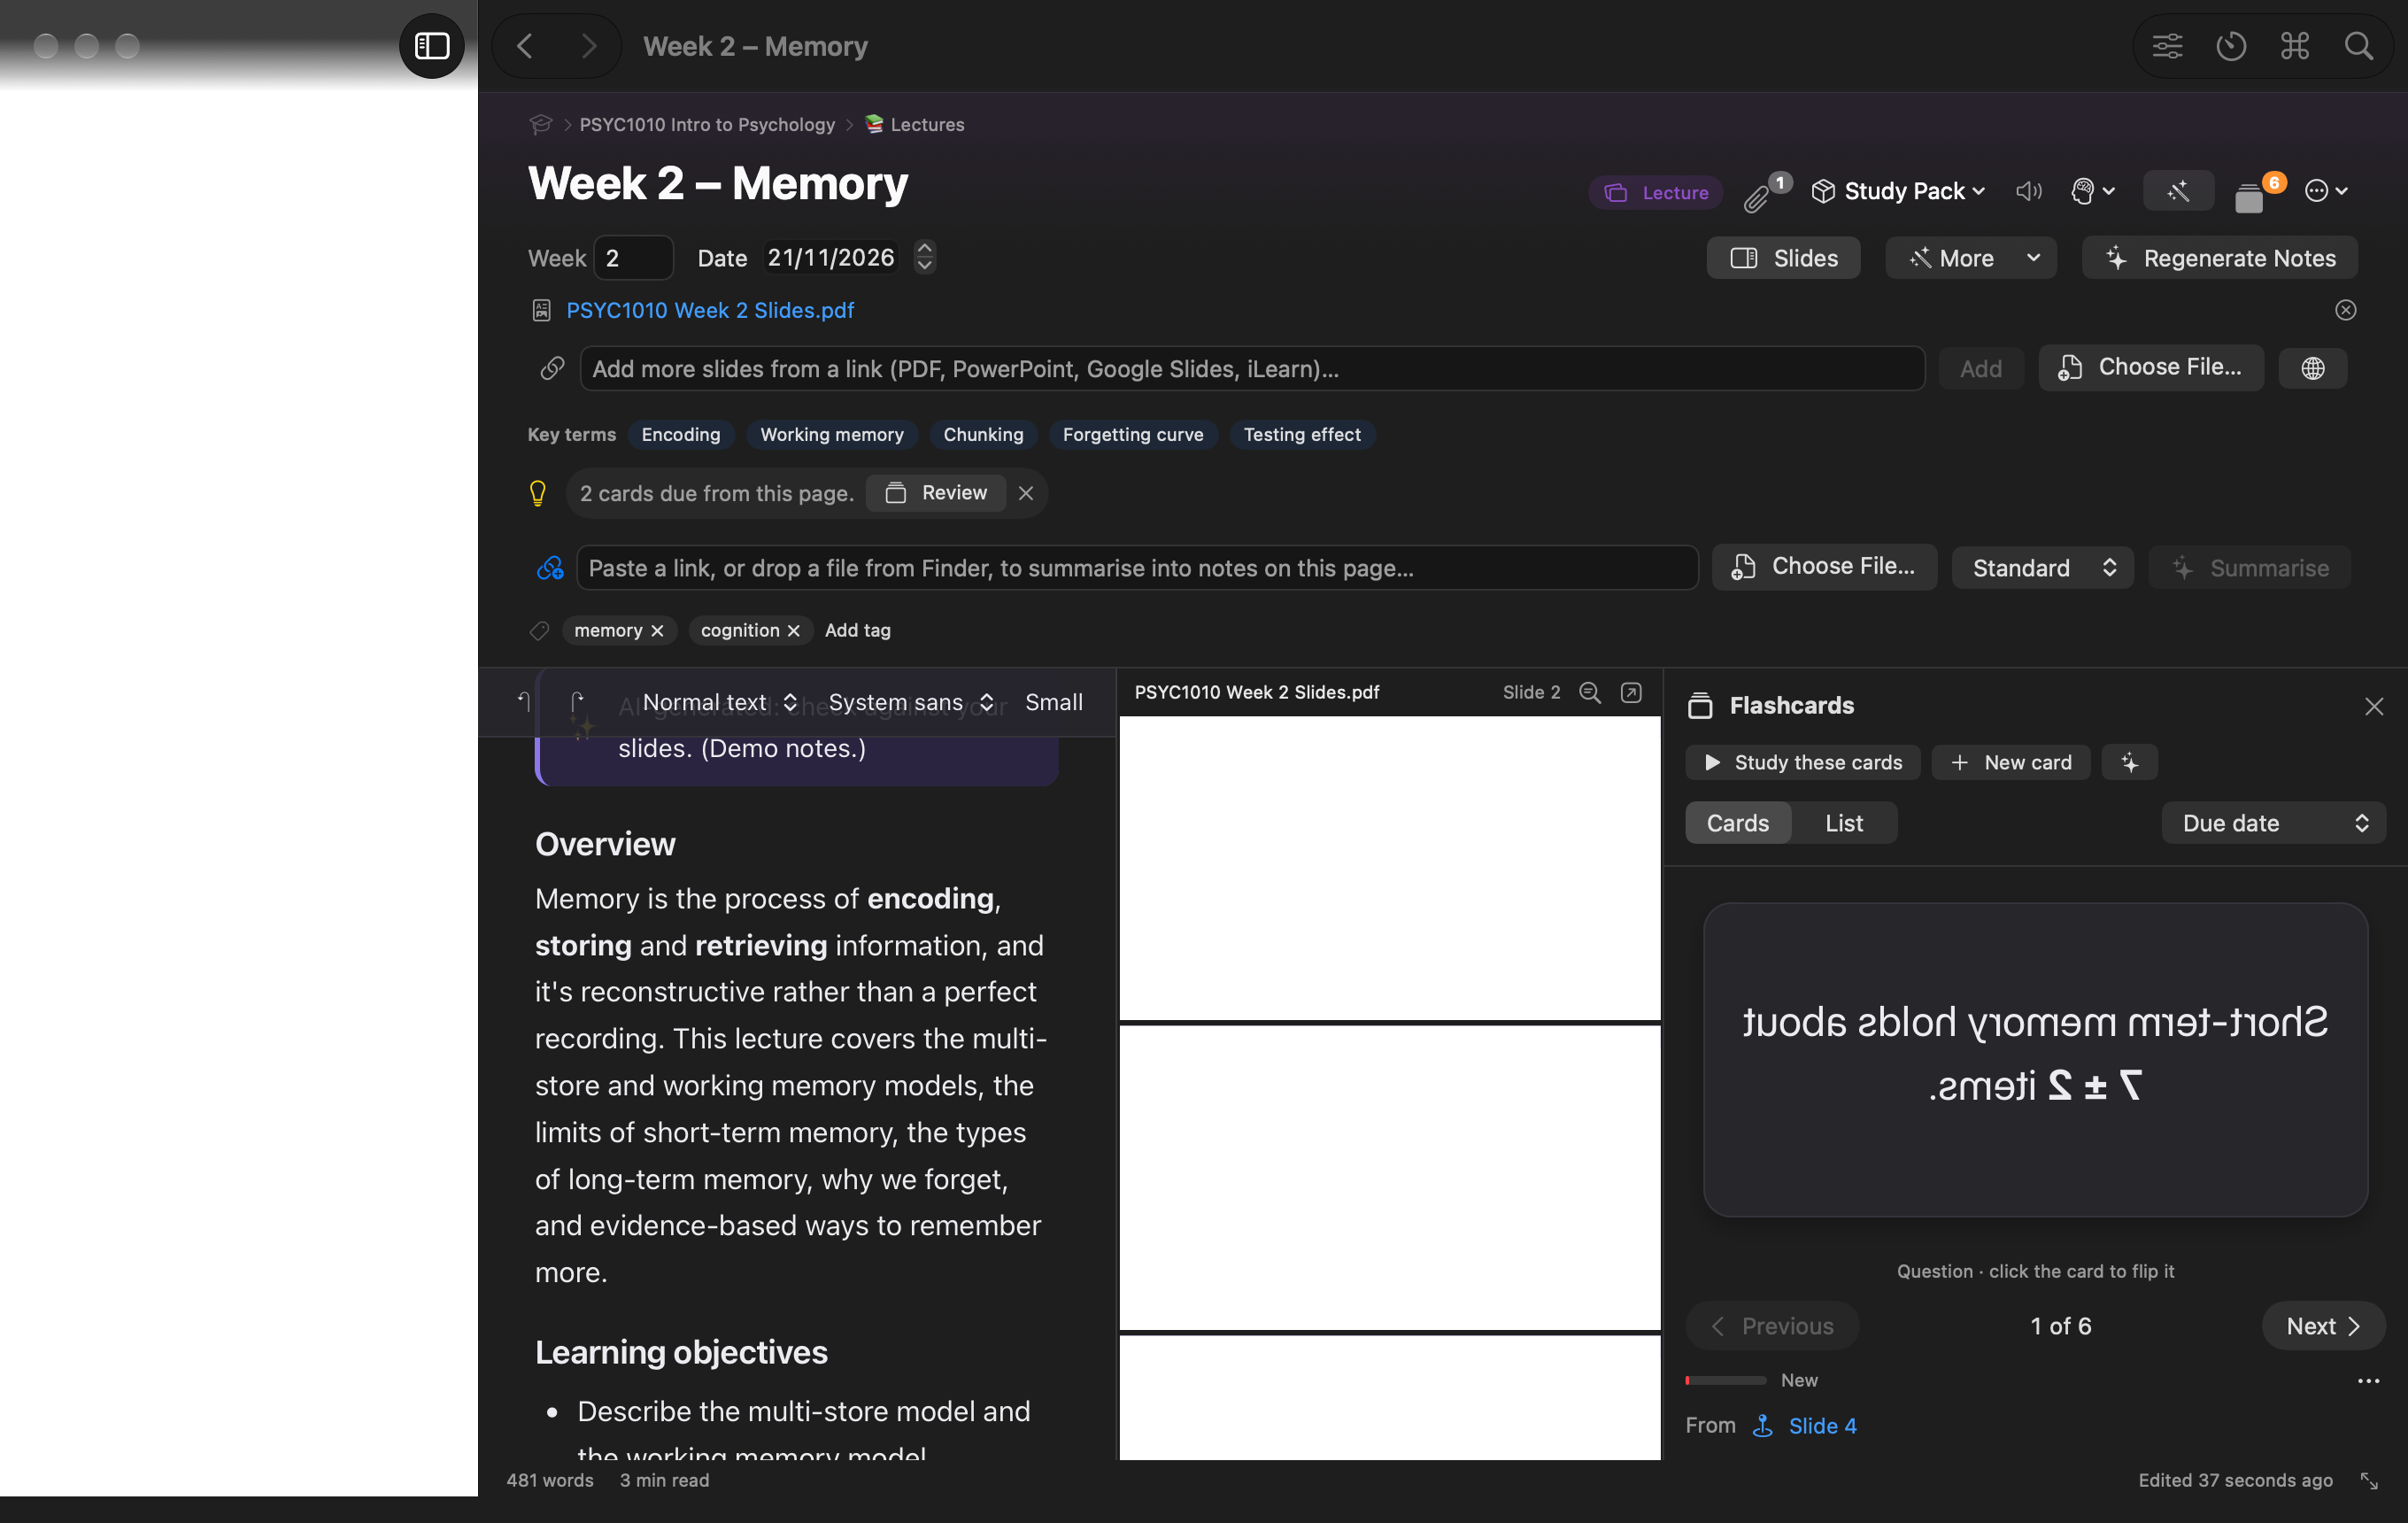 Week 2 – Memory
PSYC1010 Intro to Psychology
Lectures
Week 2 – Memory
Lecture
1
Study Pack
6
Week 2
Date 21/11/2026
Slides
More
Regenerate Notes
PSYC1010 Week 2 Slides.pdf
Add more slides from a link (PDF, PowerPoint, Google Slides, iLearn)...
Add
Choose File...
Key terms
Encoding
Working memory
Chunking
Forgetting curve
Testing effect
2 cards due from this page.
Review
Paste a link, or drop a file from Finder, to summarise into notes on this page...
Choose File...
Standard
Summarise
memory
cognition
Add tag
Normal text
System sans
Small
AI-generated: check against your
slides. (Demo notes.)
Overview
Memory is the process of encoding,
storing and retrieving information, and
it's reconstructive rather than a perfect
recording. This lecture covers the multi-
store and working memory models, the
limits of short-term memory, the types
of long-term memory, why we forget,
and evidence-based ways to remember
more.
Learning objectives
• Describe the multi-store model and
the working memory model
481 words
3 min read
PSYC1010 Week 2 Slides.pdf
Slide 2
Flashcards
Study these cards
New card
Cards
List
Due date
Short-term memory holds about
7 ± 2 items.
Question · click the card to flip it
Previous
1 of 6
Next
New
From
Slide 4
Edited 37 seconds ago